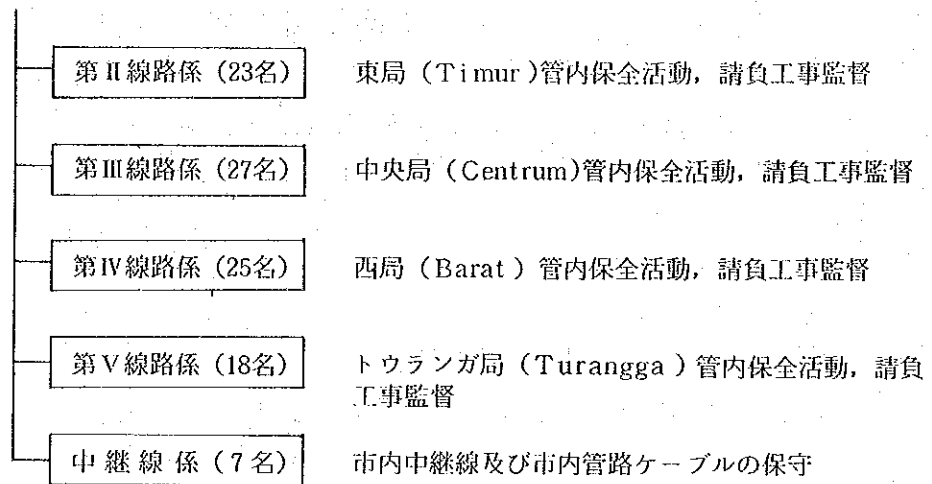 第Ⅱ線路係 (23名) 東局 (Timur)管内保全活動, 請負工事監督
第Ⅲ線路係 (27名) 中央局 (Centrum)管内保全活動, 請負工事監督
第Ⅳ線路係 (25名) 西局 (Barat) 管内保全活動, 請負工事監督
第Ⅴ線路係 (18名) トウランガ局 (Turangga) 管内保全活動, 請負
工事監督
中継線係 (7名) 市内中継線及び市内管路ケーブルの保守